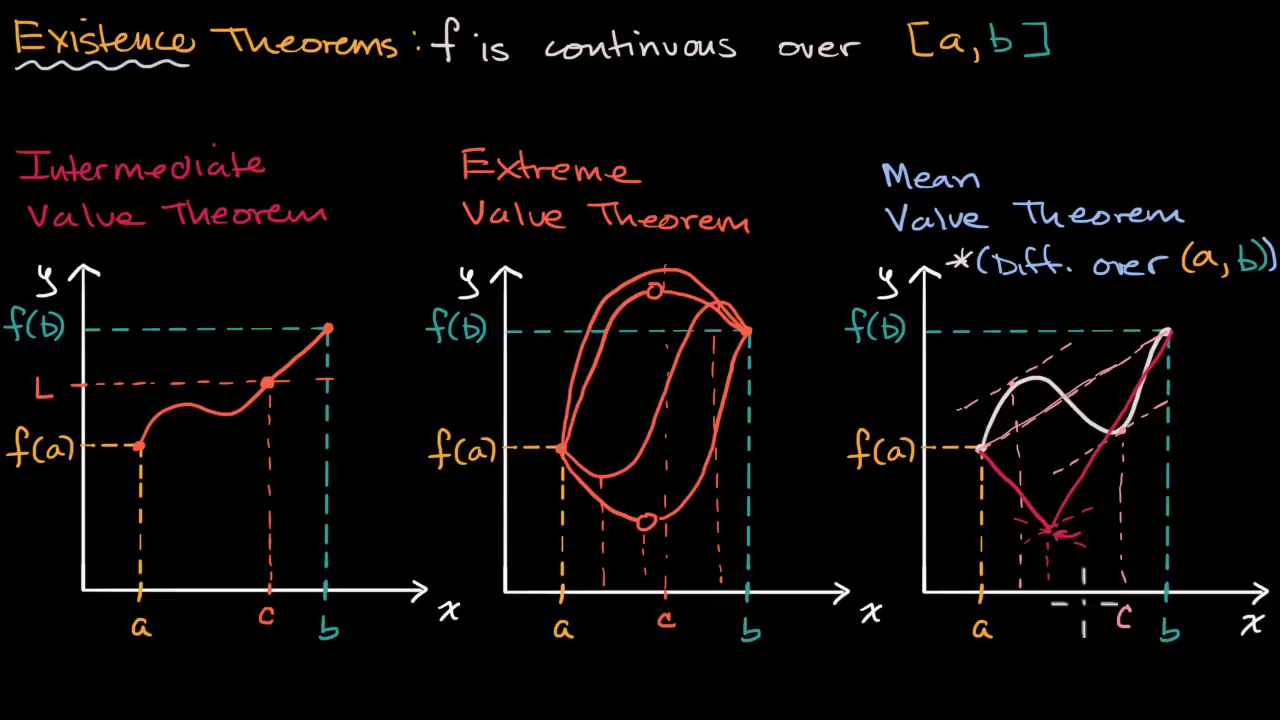 Existence Theorems: f is continuous over [a, b]
Intermediate
Value Theorem
Extreme
Value Theorem
Mean
Value Theorem
*(Diff. over (a, b))
y
f(b)
L
f(a)
a
c
b
x
y
f(b)
f(a)
a
c
b
x
y
f(b)
f(a)
a
c
b
x